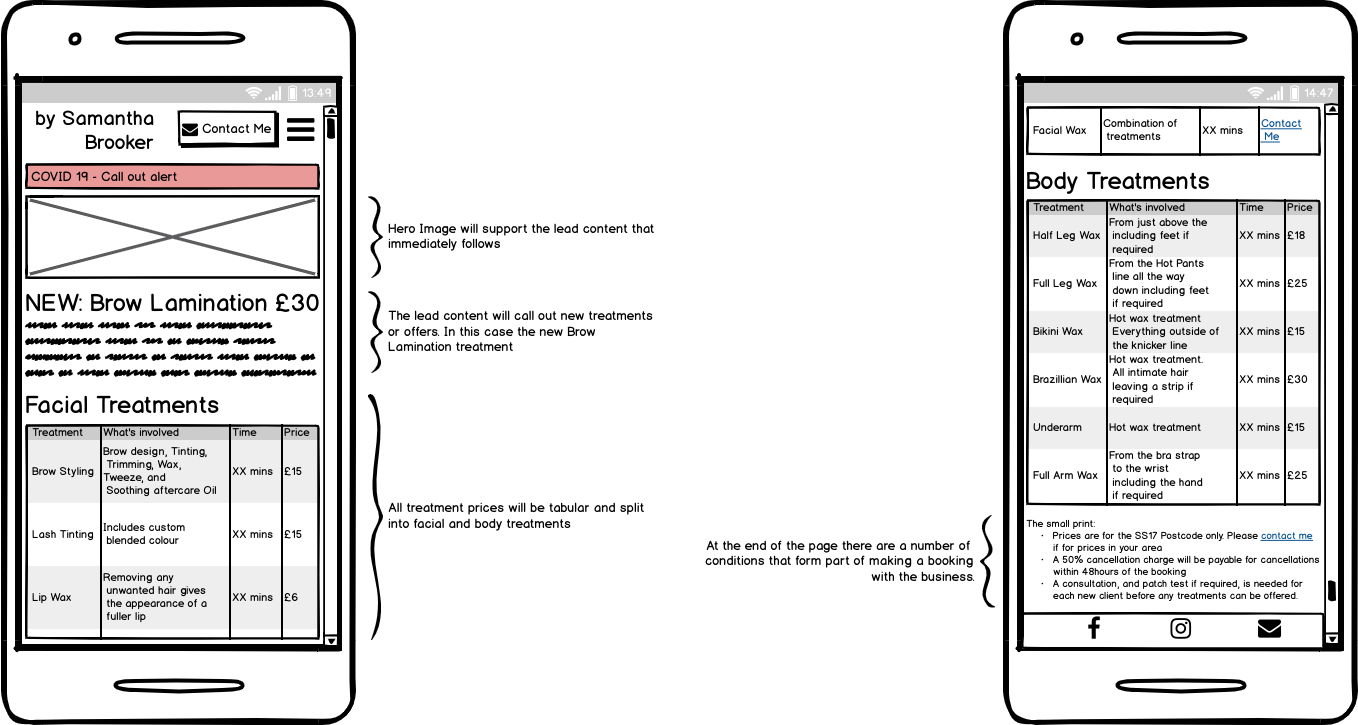 13:49
by Samantha
Brooker
Contact Me
COVID 19 - Call out alert
Hero Image will support the lead content that
immediately follows
NEW: Brow Lamination £30
The lead content will call out new treatments
or offers. In this case the new Brow
Lamination treatment
Facial Treatments
Treatment What's involved Time Price
Brow Styling
Brow design, Tinting,
Trimming, Wax,
Tweeze, and
Soothing aftercare Oil
XX mins £15
Lash Tinting
Includes custom
blended colour
XX mins £15
Lip Wax
Removing any
unwanted hair gives
the appearance of a
fuller lip
XX mins £6
All treatment prices will be tabular and split
into facial and body treatments
14:47
Facial Wax
Combination of
treatments
XX mins
Contact
Me
Body Treatments
Treatment What's involved Time Price
Half Leg Wax
From just above the
including feet if
required
XX mins £18
Full Leg Wax
From the Hot Pants
line all the way
down including feet
if required
XX mins £25
Bikini Wax
Hot wax treatment
Everything outside of
the knicker line
XX mins £15
Brazillian Wax
Hot wax treatment.
All intimate hair
leaving a strip if
required
XX mins £30
Underarm Hot wax treatment XX mins £15
Full Arm Wax
From the bra strap
to the wrist
including the hand
if required
XX mins £25
At the end of the page there are a number of
conditions that form part of making a booking
with the business.
The small print:
· Prices are for the SS17 Postcode only. Please contact me
if for prices in your area
· A 50% cancellation charge will be payable for cancellations
within 48hours of the booking
· A consultation, and patch test if required, is needed for
each new client before any treatments can be offered.